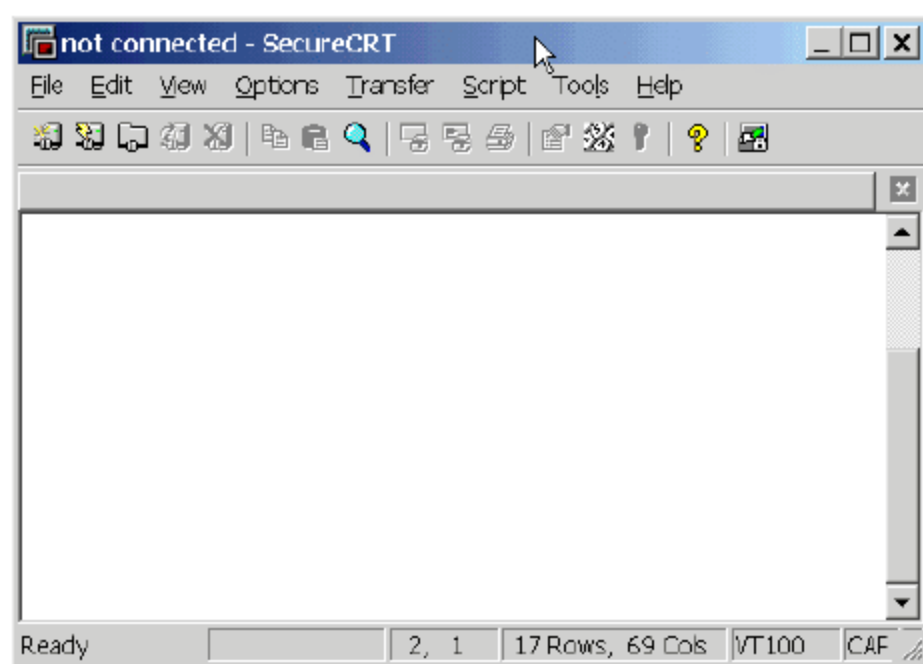 not connected - SecureCRT
File Edit View Options Transfer Script Tools Help
Ready 2, 1 17 Rows, 69 Cols VT100 CAF